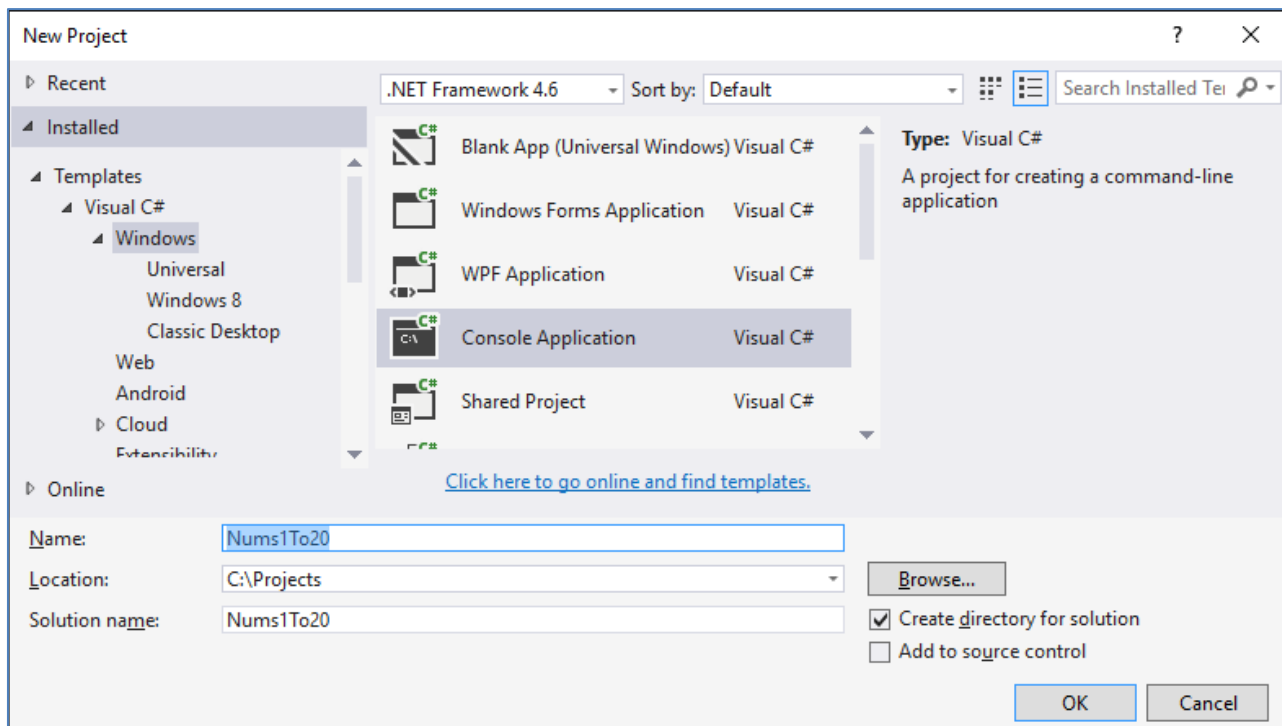 New Project
?
Recent
.NET Framework 4.6
Sort by:
Default
Search Installed Te
Installed
Templates
Visual C#
Windows
Universal
Windows 8
Classic Desktop
Web
Android
Cloud
Extensibility
Online
C#
Blank App (Universal Windows) Visual C#
C#
Windows Forms Application Visual C#
C#
WPF Application Visual C#
C#
C:\
Console Application Visual C#
C#
Shared Project Visual C#
C#
Type: Visual C#
A project for creating a command-line
application
Click here to go online and find templates.
Name: Nums1To20
Location: C:\Projects
Browse...
Solution name: Nums1To20
Create directory for solution
Add to source control
OK
Cancel